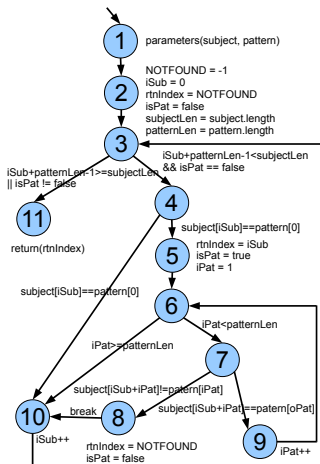 1
parameters(subject, pattern)
2
NOTFOUND = -1
iSub = 0
rtnIndex = NOTFOUND
isPat = false
subjectLen = subject.length
patternLen = pattern.length
3
iSub+patternLen-1>=subjectLen
|| isPat != false
iSub+patternLen-1<subjectLen
&& isPat == false
11
return(rtnIndex)
4
subject[iSub]==pattern[0]
subject[iSub]==pattern[0]
5
rtnIndex = iSub
isPat = true
iPat = 1
6
iPat>=patternLen
iPat<patternLen
7
subject[iSub+iPat]!=patern[iPat]
subject[iSub+iPat]==patern[oPat]
10
break
8
iSub++
rtnIndex = NOTFOUND
isPat = false
9
iPat++